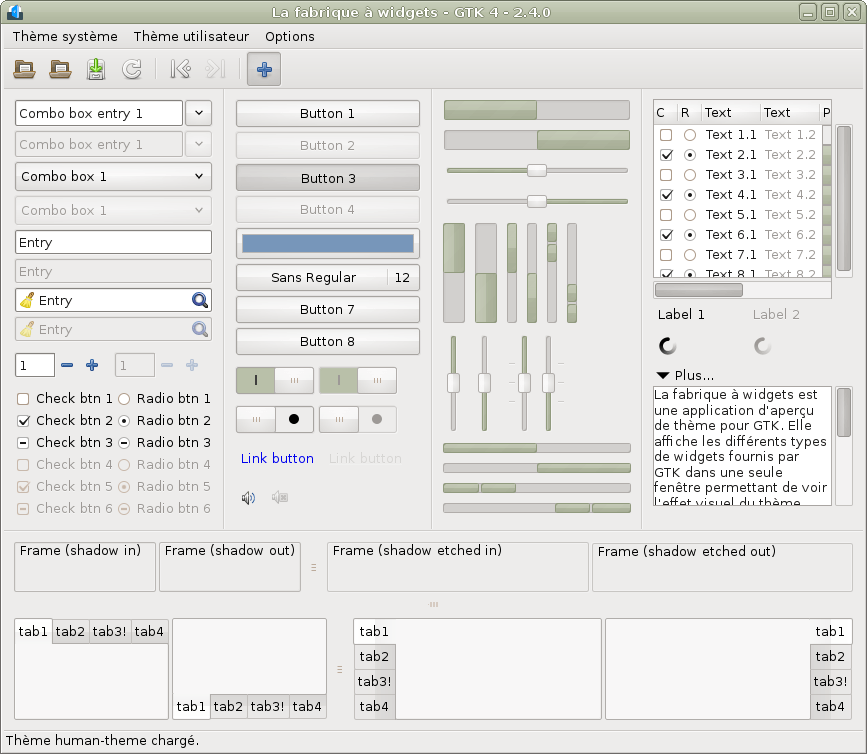 La fabrique à widgets - GTK 4 - 2.4.0
Thème système Thème utilisateur Options
Combo box entry 1
Combo box entry 1
Combo box 1
Combo box 1
Entry
Entry
Entry
Entry
1 1
Check btn 1 Radio btn 1
Check btn 2 Radio btn 2
Check btn 3 Radio btn 3
Check btn 4 Radio btn 4
Check btn 5 Radio btn 5
Check btn 6 Radio btn 6
Button 1
Button 2
Button 3
Button 4
Sans Regular 12
Button 7
Button 8
Link button Link button
C R Text Text P
Text 1.1 Text 1.2
Text 2.1 Text 2.2
Text 3.1 Text 3.2
Text 4.1 Text 4.2
Text 5.1 Text 5.2
Text 6.1 Text 6.2
Text 7.1 Text 7.2
Text 8.1 Text 8.2
Label 1 Label 2
Plus...
La fabrique à widgets est
une application d'aperçu
de thème pour GTK. Elle
affiche les différents types
de widgets fournis par
GTK dans une seule
fenêtre permettant de voir
l'effet visuel du thème
Frame (shadow in) Frame (shadow out) Frame (shadow etched in) Frame (shadow etched out)
tab1 tab2 tab3! tab4
tab1 tab2 tab3! tab4
tab1
tab2
tab3!
tab4
tab1
tab2
tab3!
tab4
Thème human-theme chargé.